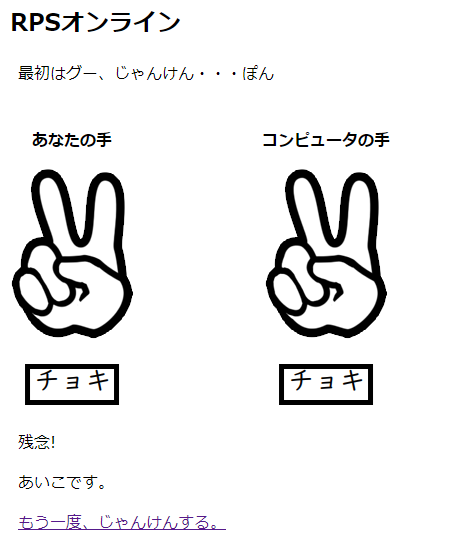 RPSオンライン
最初はグー、じゃんけん・・・ぽん
あなたの手 コンピュータの手
チョキ チョキ
残念!
あいこです。
もう一度、じゃんけんする。